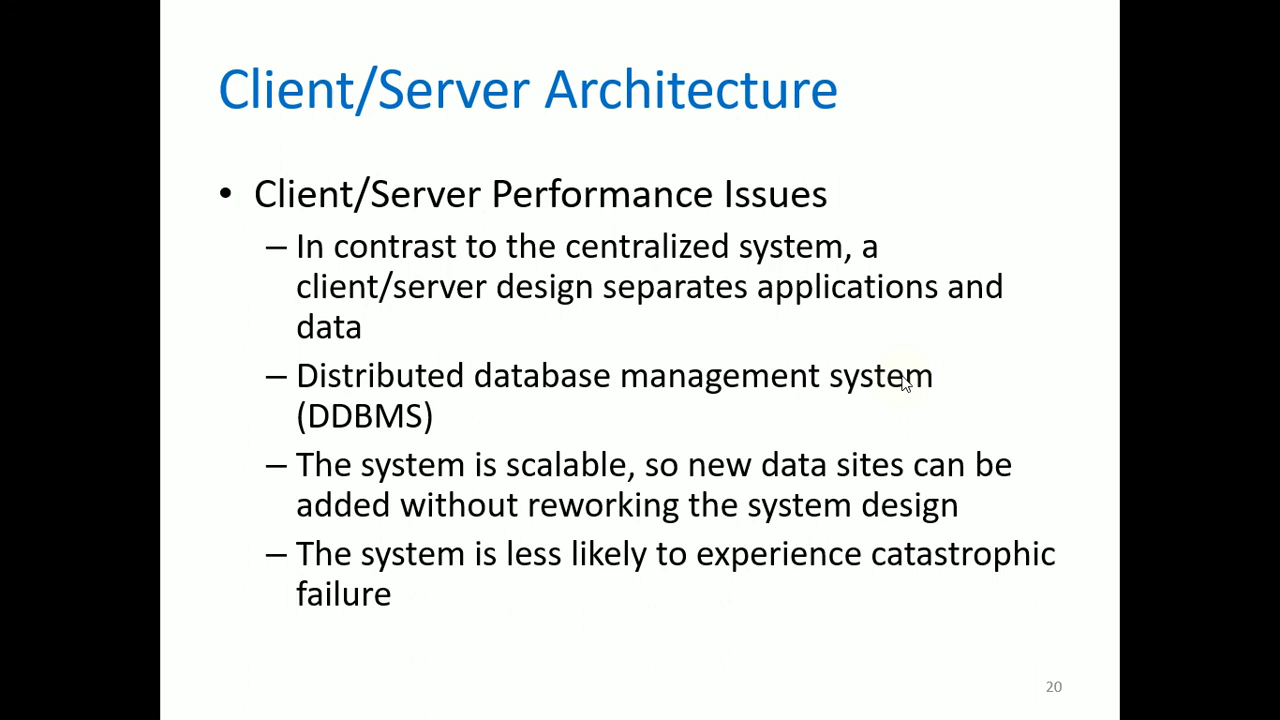 Client/Server Architecture
• Client/Server Performance Issues
– In contrast to the centralized system, a
client/server design separates applications and
data
– Distributed database management system
(DDBMS)
– The system is scalable, so new data sites can be
added without reworking the system design
– The system is less likely to experience catastrophic
failure
20